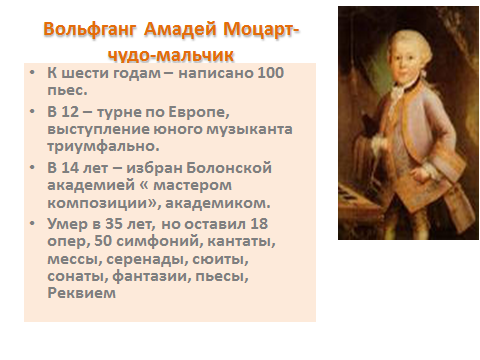 Вольфганг Амадей Моцарт-
чудо-мальчик
• К шести годам – написано 100
пьес.
• В 12 – турне по Европе,
выступление юного музыканта
триумфально.
• В 14 лет – избран Болонской
академией « мастером
композиции», академиком.
• Умер в 35 лет, но оставил 18
опер, 50 симфоний, кантаты,
мессы, серенады, сюиты,
сонаты, фантазии, пьесы,
Реквием